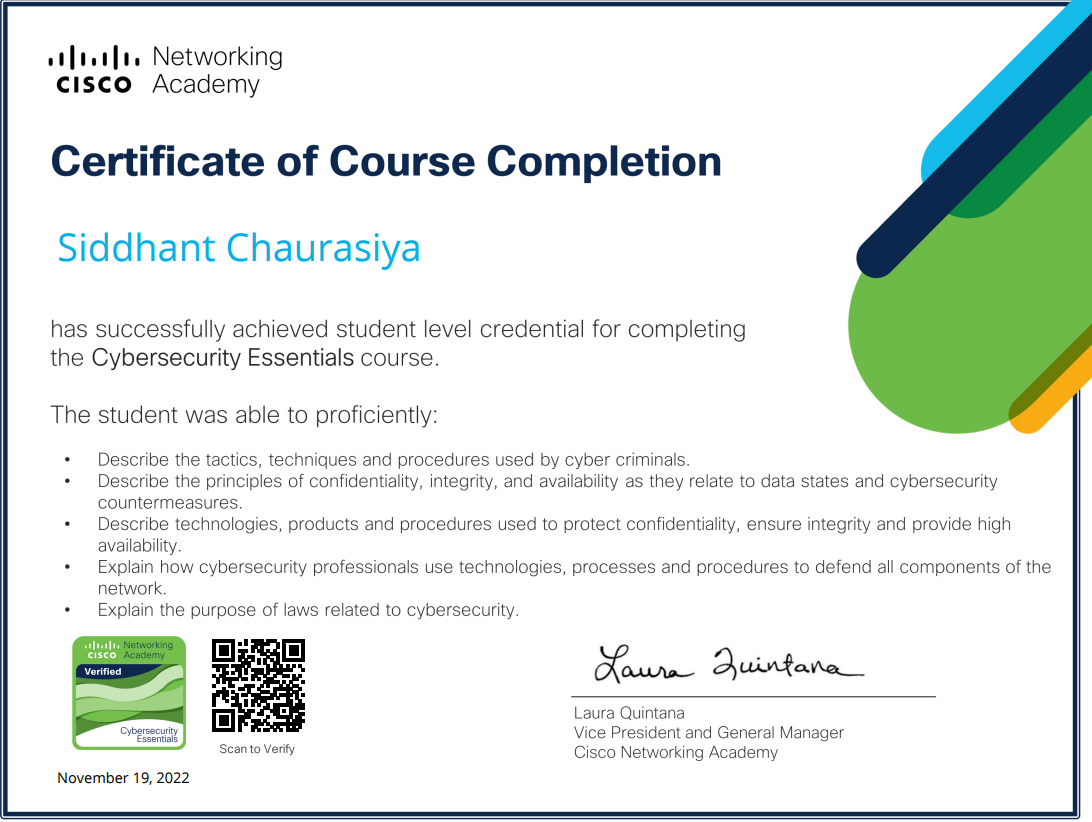 CISCO
Networking
Academy
Certificate of Course Completion
Siddhant Chaurasiya
has successfully achieved student level credential for completing
the Cybersecurity Essentials course.
The student was able to proficiently:
• Describe the tactics, techniques and procedures used by cyber criminals.
• Describe the principles of confidentiality, integrity, and availability as they relate to data states and cybersecurity
countermeasures.
• Describe technologies, products and procedures used to protect confidentiality, ensure integrity and provide high
availability.
• Explain how cybersecurity professionals use technologies, processes and procedures to defend all components of the
network.
• Explain the purpose of laws related to cybersecurity.
CISCO
Networking
Academy
Verified
Cybersecurity
Essentials
Scan to Verify
November 19, 2022
Laura Quintana
Laura Quintana
Vice President and General Manager
Cisco Networking Academy